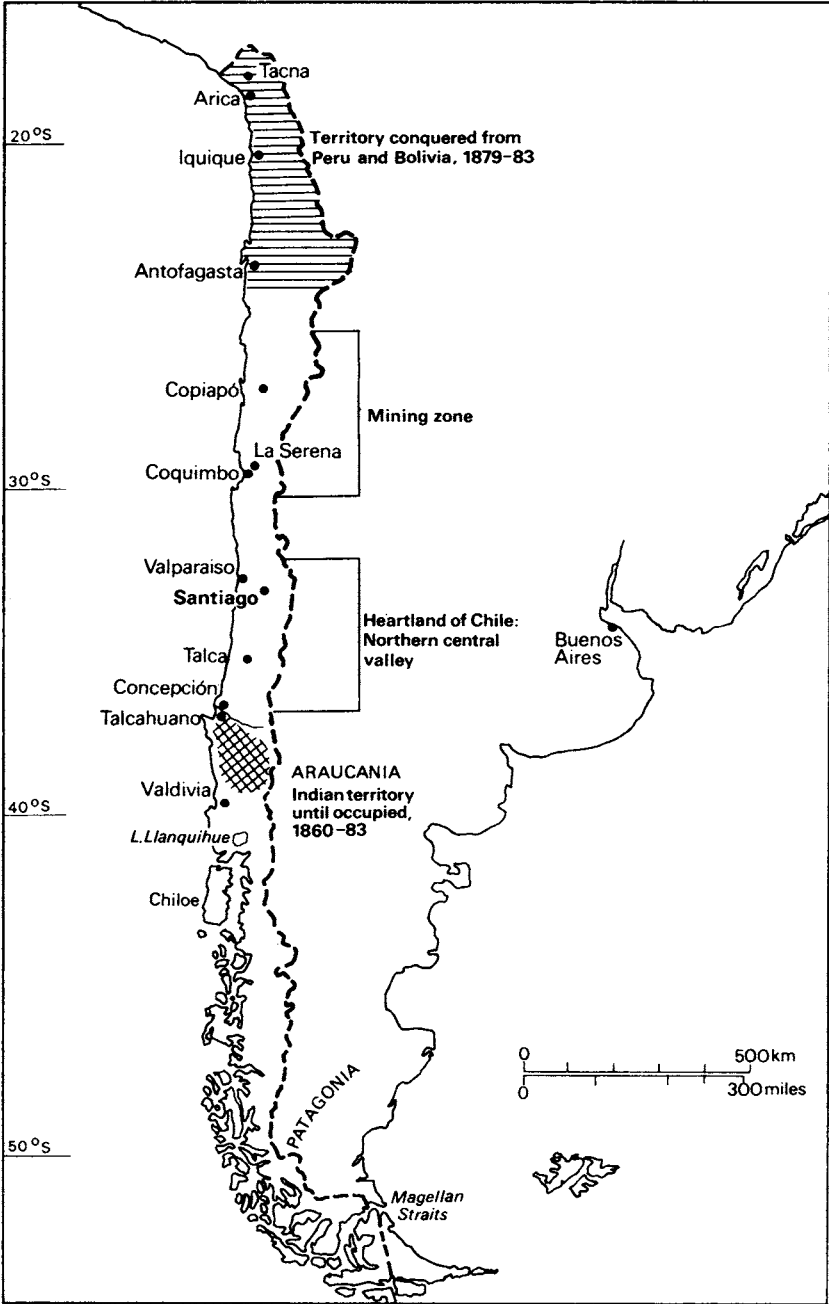 Tacna
Arica
20°S
Territory conquered from
Peru and Bolivia, 1879-83
Iquique
Antofagasta
Copiapó
Mining zone
La Serena
Coquimbo
30°S
Valparaiso
Santiago
Heartland of Chile:
Northern central
valley
Buenos
Aires
Talca
Concepción
Talcahuano
ARAUCANIA
Indian territory
until occupied,
1860-83
Valdivia
40°S
L.Llanquihue
Chiloe
0 500km
0 300 miles
PATAGONIA
50°S
Magellan
Straits